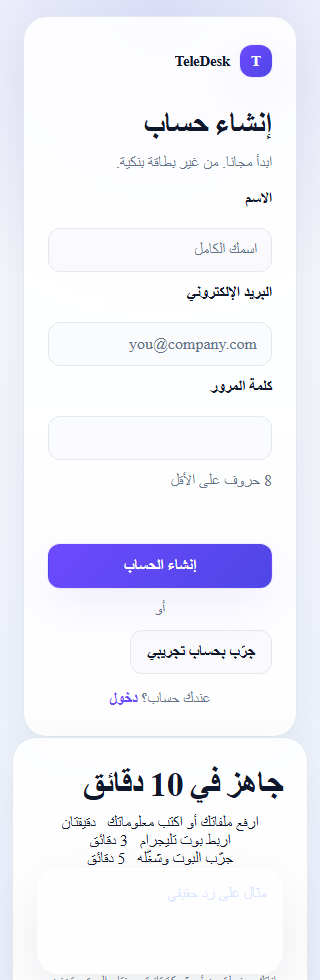 TeleDesk
T
إنشاء حساب
ابدأ مجانا. من غير بطاقة بنكية.
الاسم
اسمك الكامل
البريد الإلكتروني
you@company.com
كلمة المرور
8 حروف على الأقل
إنشاء الحساب
أو
جرّب بحساب تجريبي
عندك حساب؟ دخول
جاهز في 10 دقائق
ارفع ملفاتك أو اكتب معلوماتك دقيقتان
اربط بوت تليجرام 3 دقائق
جرّب البوت وشغّله 5 دقائق
مثال على رد حقيقي